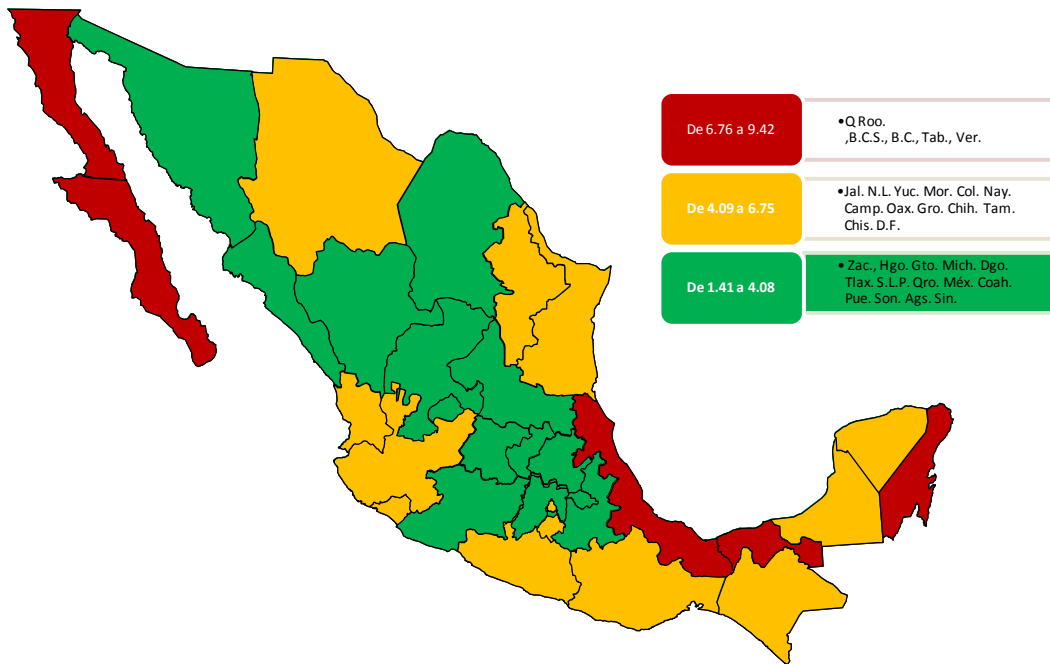 De 6.76 a 9.42
•Q Roo.
,B.C.S., B.C., Tab., Ver.
De 4.09 a 6.75
•Jal. N.L. Yuc. Mor. Col. Nay.
Camp. Oax. Gro. Chih. Tam.
Chis. D.F.
De 1.41 a 4.08
• Zac., Hgo. Gto. Mich. Dgo.
Tlax. S.L.P. Qro. Méx. Coah.
Pue. Son. Ags. Sin.